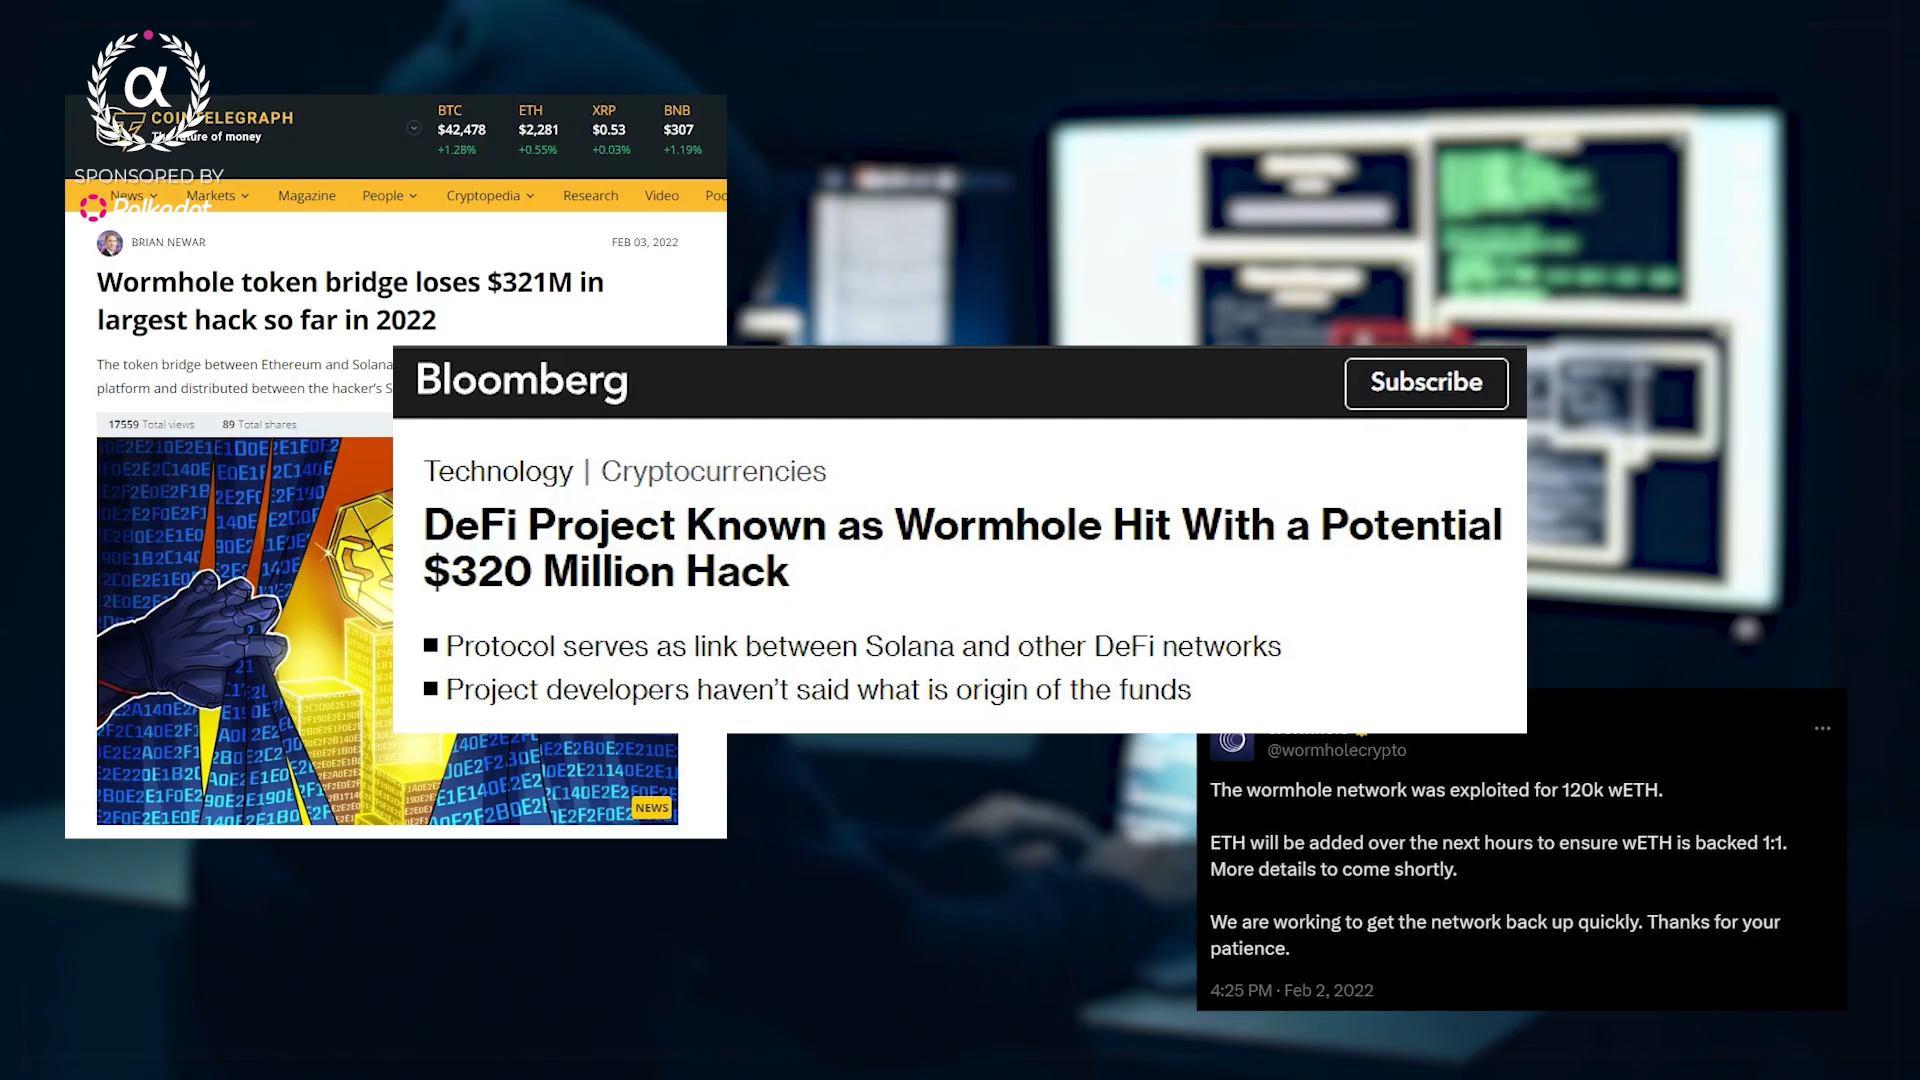 α
COINTELEGRAPH
The future of money
SPONSORED BY
Polkadot
BTC ETH XRP BNB
$42,478 $2,281 $0.53 $307
+1.28% +0.55% +0.03% +1.19%
News Markets Magazine People Cryptopedia Research Video Poc
BRIAN NEWAR FEB 03, 2022
Wormhole token bridge loses $321M in
largest hack so far in 2022
The token bridge between Ethereum and Solana
platform and distributed between the hacker's S
17559 Total views 89 Total shares
NEWS
Bloomberg
Subscribe
Technology | Cryptocurrencies
DeFi Project Known as Wormhole Hit With a Potential
$320 Million Hack
■ Protocol serves as link between Solana and other DeFi networks
■ Project developers haven't said what is origin of the funds
@wormholecrypto
The wormhole network was exploited for 120k wETH.
ETH will be added over the next hours to ensure wETH is backed 1:1.
More details to come shortly.
We are working to get the network back up quickly. Thanks for your
patience.
4:25 PM · Feb 2, 2022